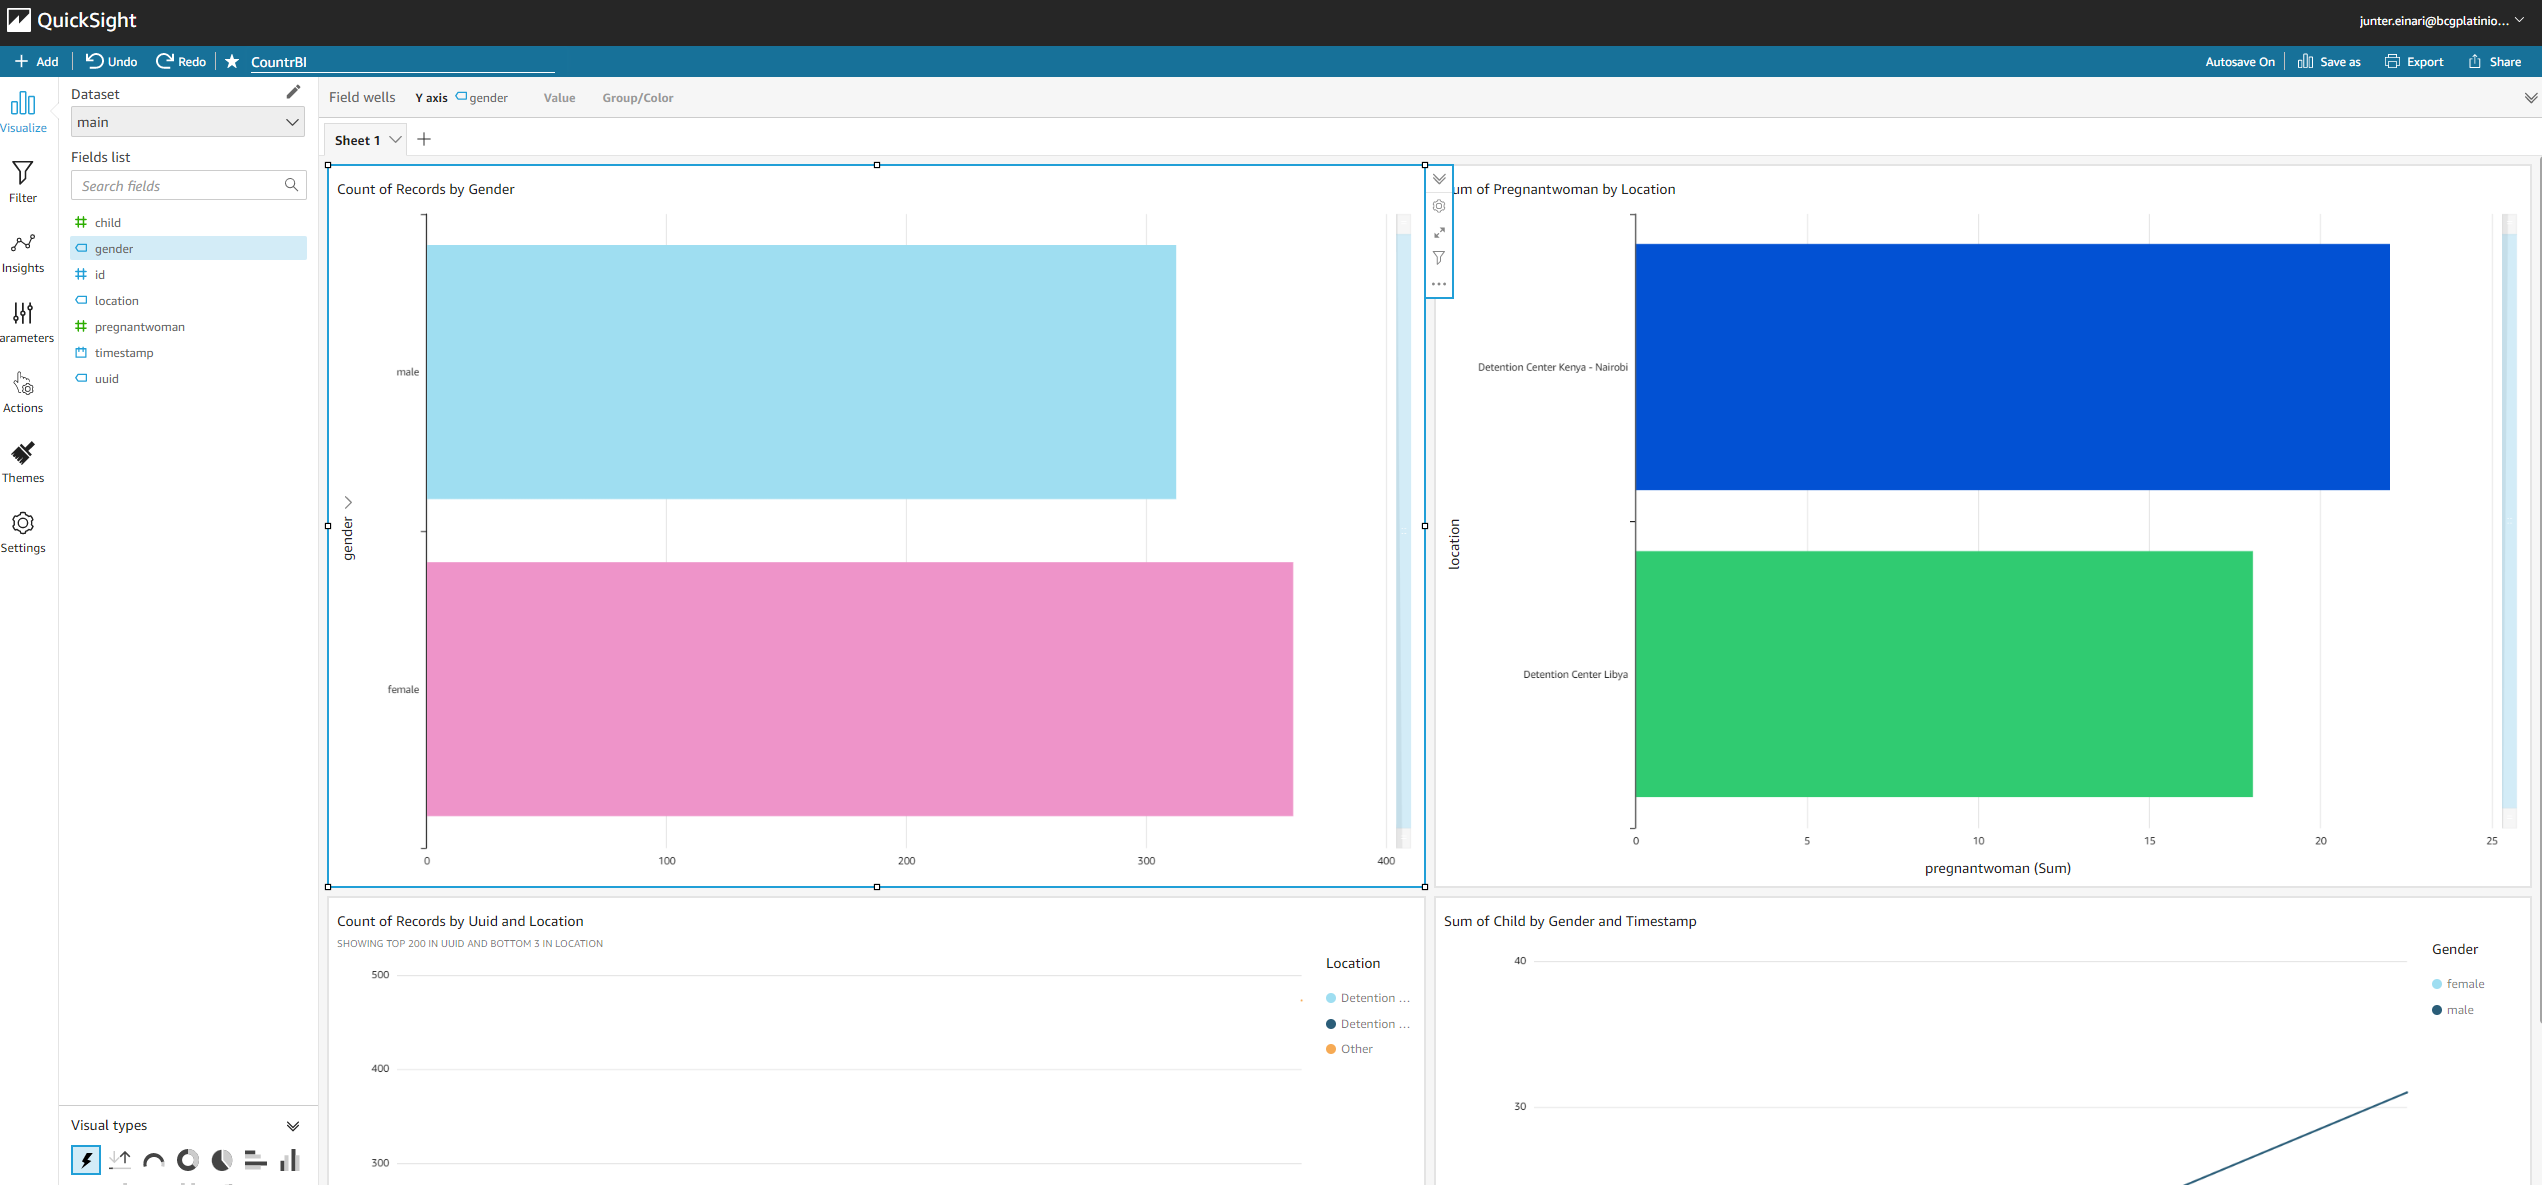 QuickSight
junter.einari@bcgplatinio...
Add
Undo
Redo
CountrBI
Autosave On
Save as
Export
Share
Visualize
Filter
Insights
arameters
Actions
Themes
Settings
Dataset
main
Fields list
Search fields
child
gender
id
location
pregnantwoman
timestamp
uuid
Visual types
Field wells
Y axis
gender
Value
Group/Color
Sheet 1
Count of Records by Gender
gender
male
female
0
100
200
300
400
um of Pregnantwoman by Location
location
Detention Center Kenya - Nairobi
Detention Center Libya
0
5
10
15
20
25
pregnantwoman (Sum)
Count of Records by Uuid and Location
SHOWING TOP 200 IN UUID AND BOTTOM 3 IN LOCATION
500
400
300
Location
Detention ...
Detention ...
Other
Sum of Child by Gender and Timestamp
40
30
Gender
female
male